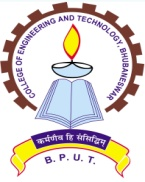 COLLEGE OF ENGINEERING AND TECHNOLOGY, BHUBANESWAR
कर्मणैव हि संसिद्धिम्
B. P. U. T.